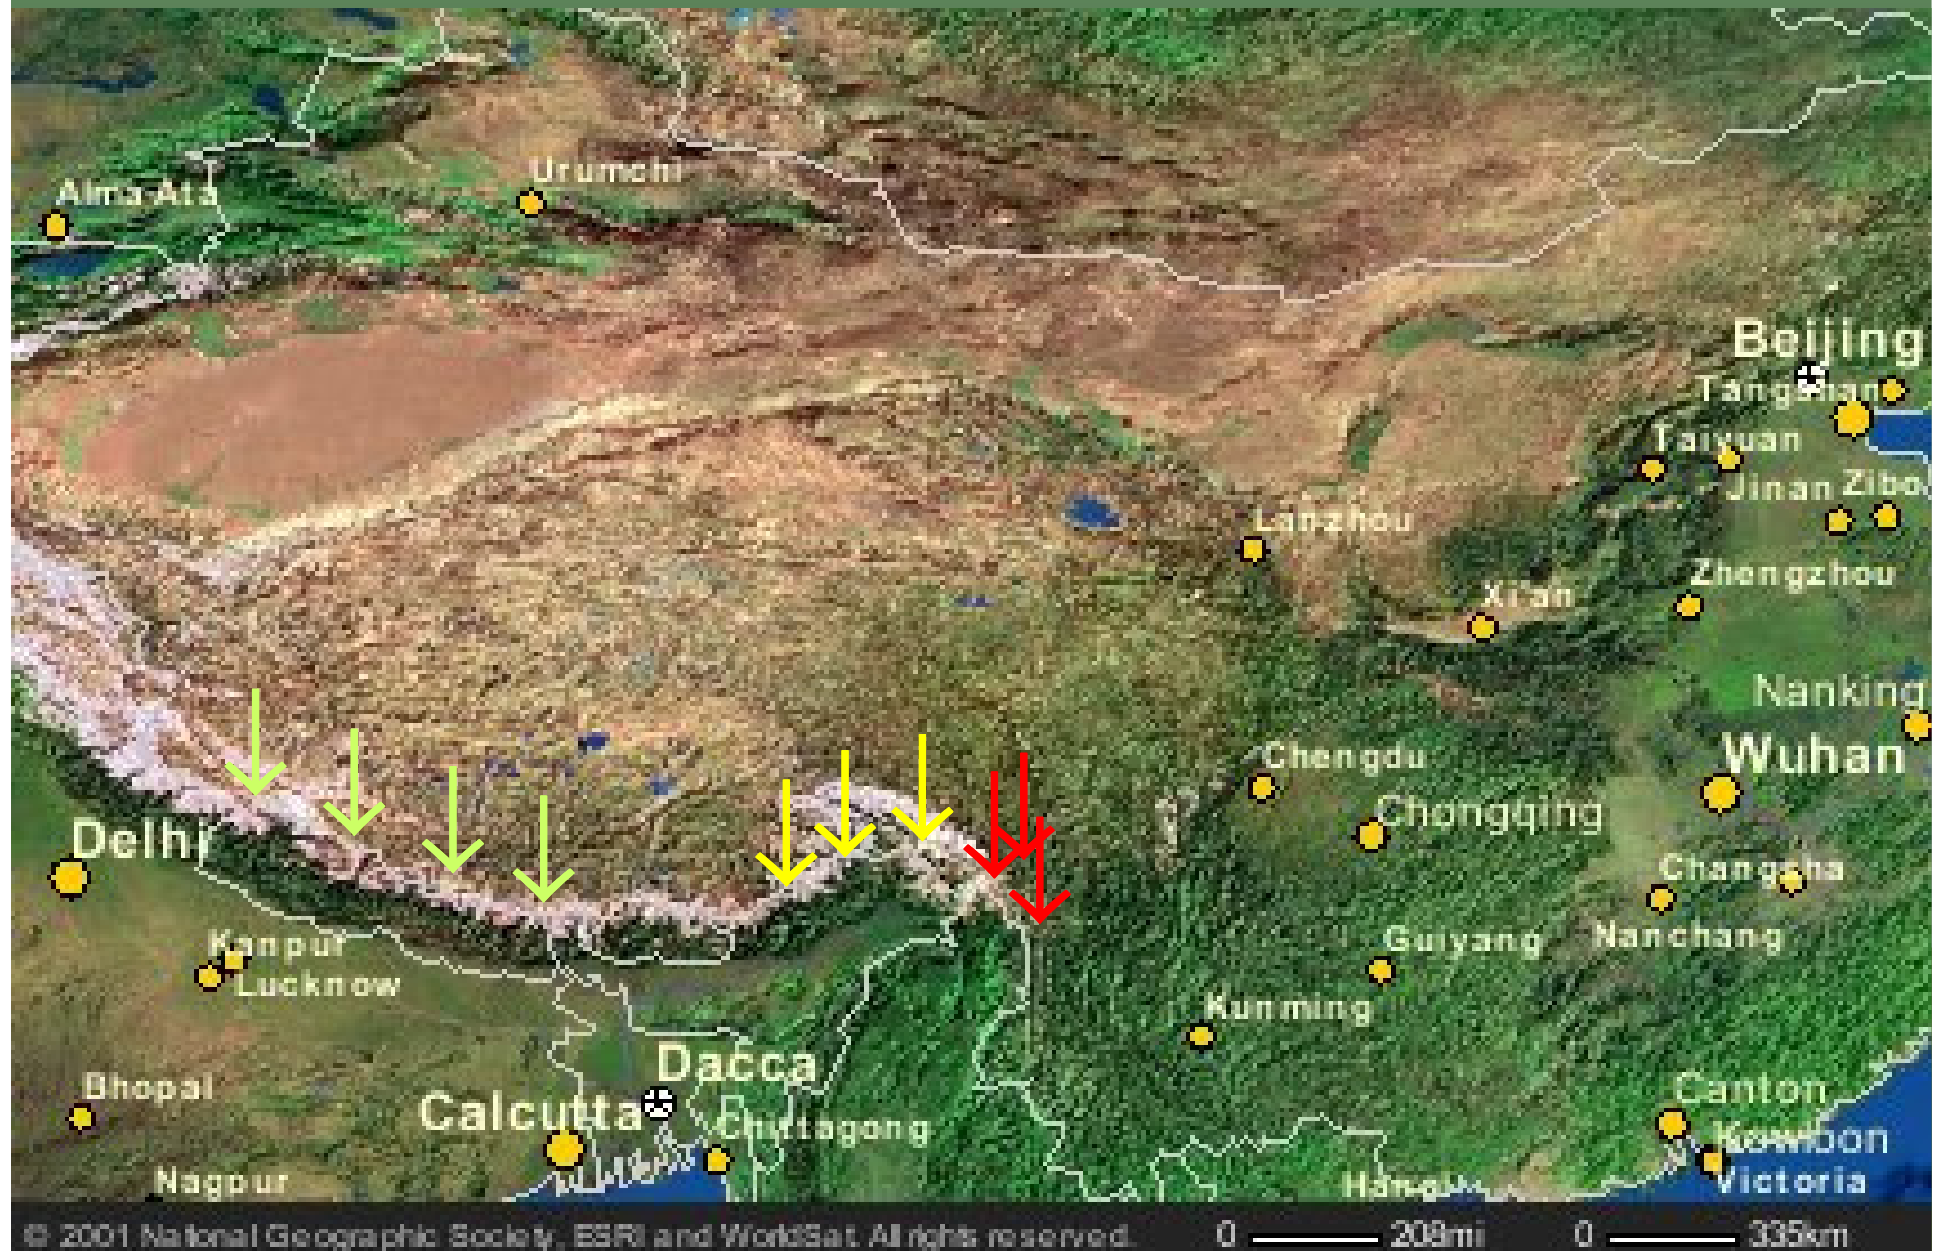 Urumchi
Alma-Ata
Beijing
Tangshan
Taiyuan
Jinan Zibo
Lanzhou
Zhengzhou
Xi'an
Nanking
Wuhan
Chengdu
Chongqing
Delhi
Changsha
Kanpur
Guiyang
Nanchang
Lucknow
Kunming
Dacca
Bhopal
Canton
Calcutta
Chittagong
Kowloon
Nagpur
Victoria
© 2001 National Geographic Society, ESRI and WorldSat. All rights reserved. 0 208mi 0 335km